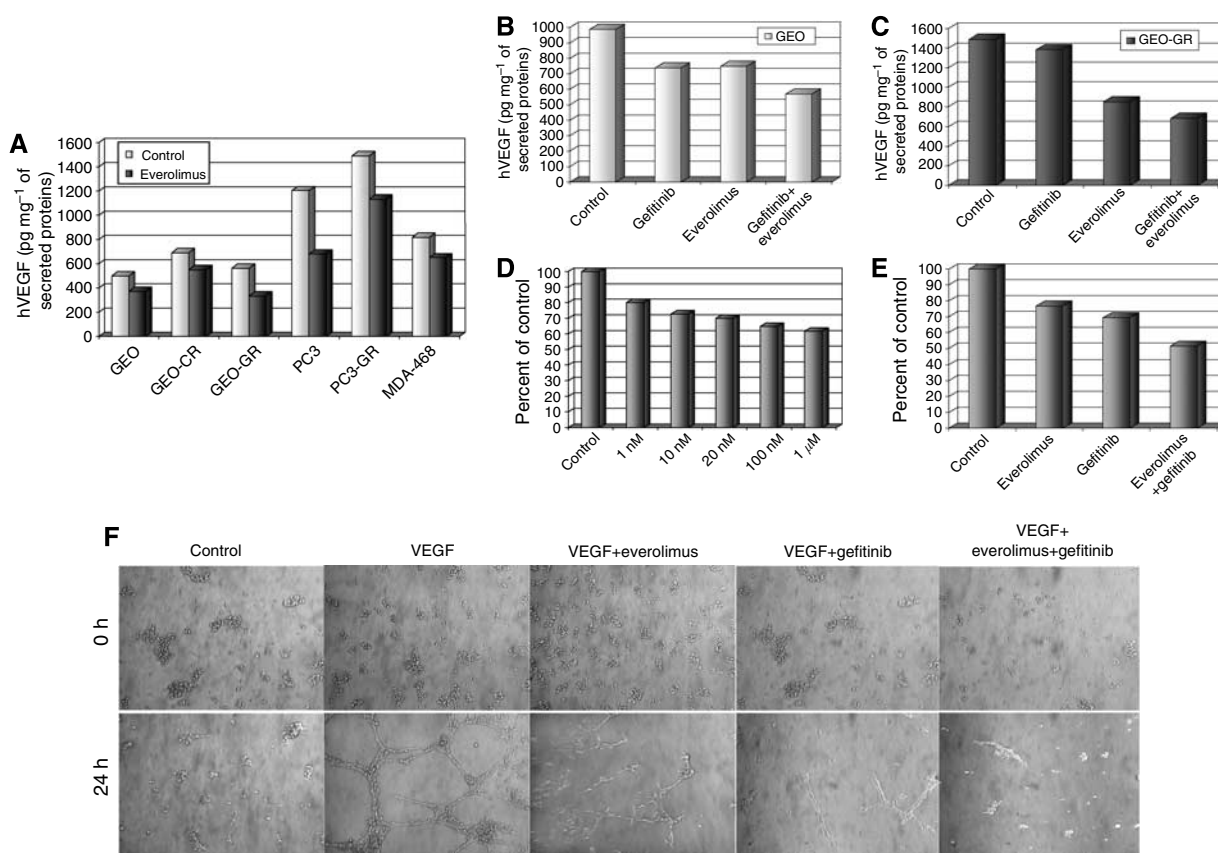 A
hVEGF (pg mg⁻¹ of
secreted proteins)
1600
1400
1200
1000
800
600
400
200
0
Control
Everolimus
GEO
GEO-CR
GEO-GR
PC3
PC3-GR
MDA-468
B
hVEGF (pg mg⁻¹ of
secreted proteins)
1000
900
800
700
600
500
400
300
200
100
0
GEO
Control
Gefitinib
Everolimus
Gefitinib+
everolimus
C
hVEGF (pg mg⁻¹ of
secreted proteins)
1600
1400
1200
1000
800
600
400
200
0
GEO-GR
Control
Gefitinib
Everolimus
Gefitinib+
everolimus
D
Percent of control
100
90
80
70
60
50
40
30
20
10
0
Control
1 nM
10 nM
20 nM
100 nM
1 μM
E
Percent of control
100
90
80
70
60
50
40
30
20
10
0
Control
Everolimus
Gefitinib
Everolimus
+gefitinib
F
Control
VEGF
VEGF+everolimus
VEGF+gefitinib
VEGF+
everolimus+gefitinib
0 h
24 h